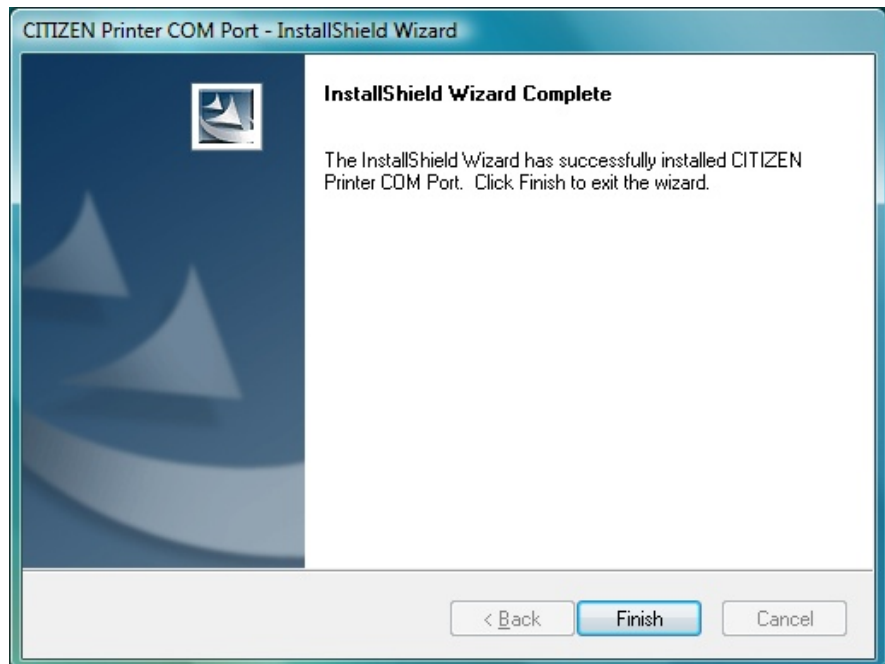 CITIZEN Printer COM Port - InstallShield Wizard
InstallShield Wizard Complete
The InstallShield Wizard has successfully installed CITIZEN
Printer COM Port. Click Finish to exit the wizard.
< Back Finish Cancel